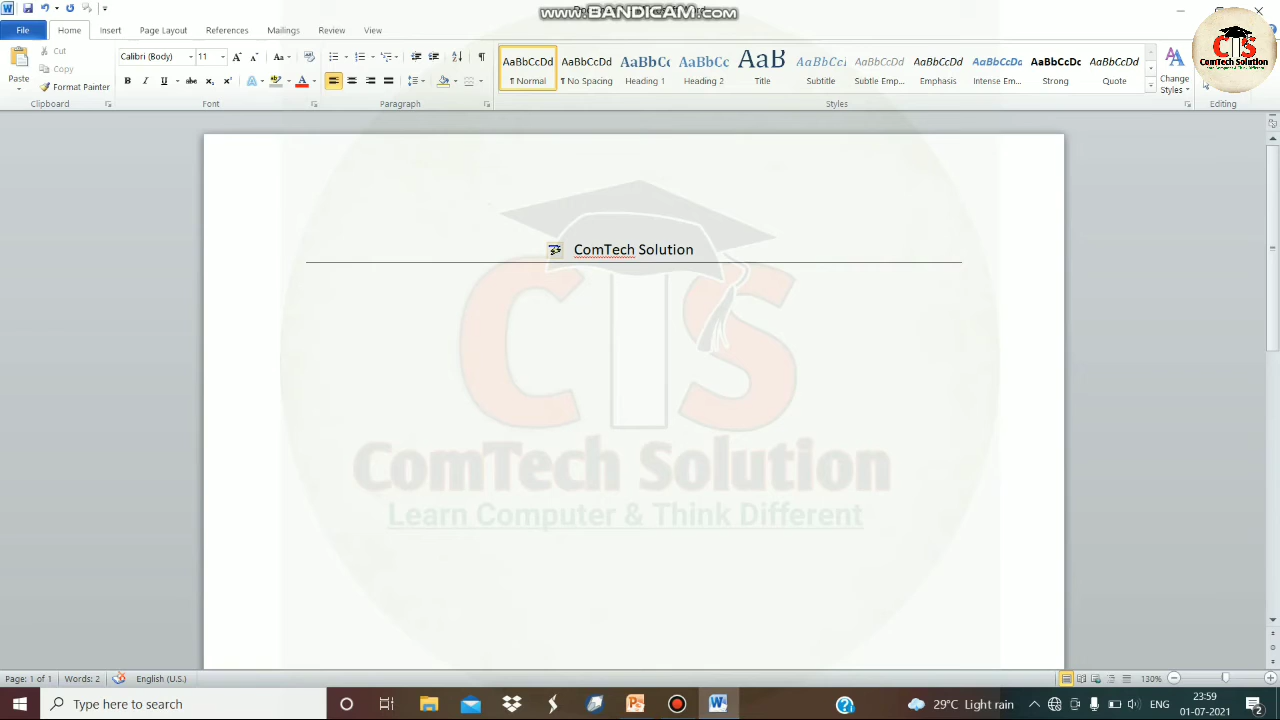 www.BANDICAM.com
File Home Insert Page Layout References Mailings Review View
Paste
Cut
Copy
Format Painter
Clipboard
Calibri (Body) 11
Font
Paragraph
AaBbCcDd AaBbCcDd AaBbCc AaBbCc AaB AaBbCcI AaBbCcDd AaBbCcDd AaBbCcDd AaBbCcDc AaBbCcDd
¶ Normal ¶ No Spacing Heading 1 Heading 2 Title Subtitle Subtle Emp... Emphasis Intense Em... Strong Quote
Styles
Change
Styles
Editing
CTS
ComTech Solution
ComTech Solution
CTS
ComTech Solution
Learn Computer & Think Different
Page: 1 of 1 Words: 2 English (U.S.) 130%
Type here to search
29°C Light rain ENG
23:59
01-07-2021
2